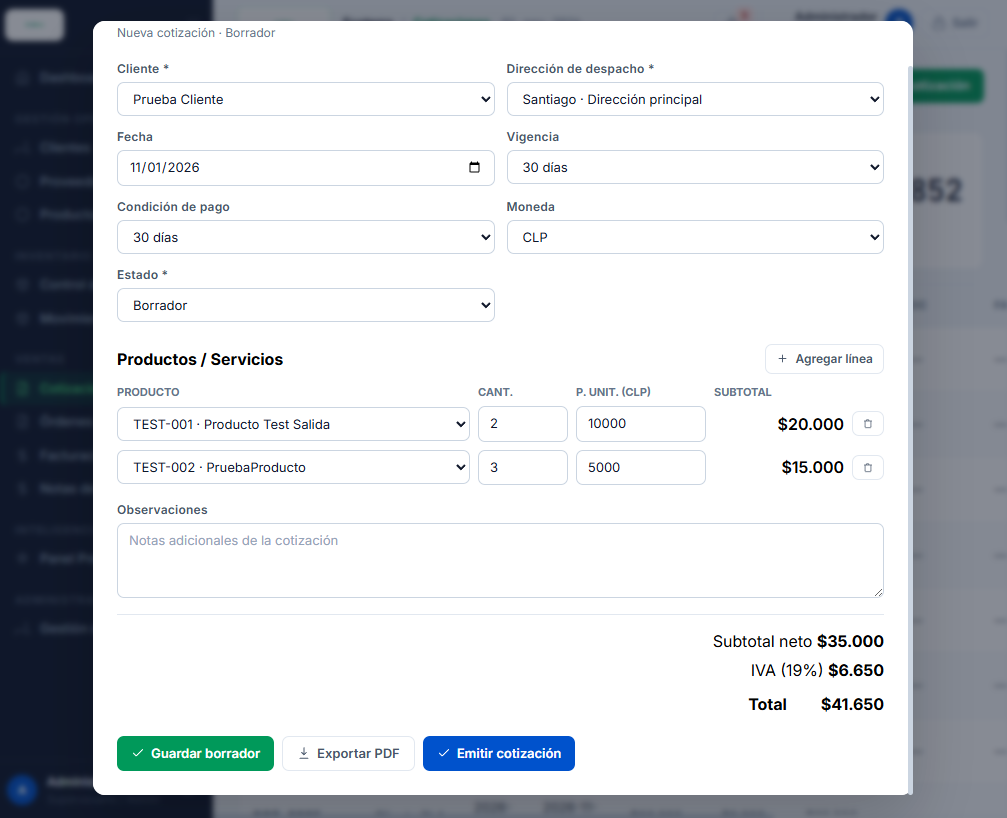 Nueva cotización · Borrador
Cliente * Dirección de despacho *
Prueba Cliente Santiago · Dirección principal
Fecha Vigencia
11/01/2026 30 días
Condición de pago Moneda
30 días CLP
Estado *
Borrador
Productos / Servicios + Agregar línea
PRODUCTO CANT. P. UNIT. (CLP) SUBTOTAL
TEST-001 · Producto Test Salida 2 10000 $20.000
TEST-002 · PruebaProducto 3 5000 $15.000
Observaciones
Notas adicionales de la cotización
Subtotal neto $35.000
IVA (19%) $6.650
Total $41.650
Guardar borrador Exportar PDF Emitir cotización